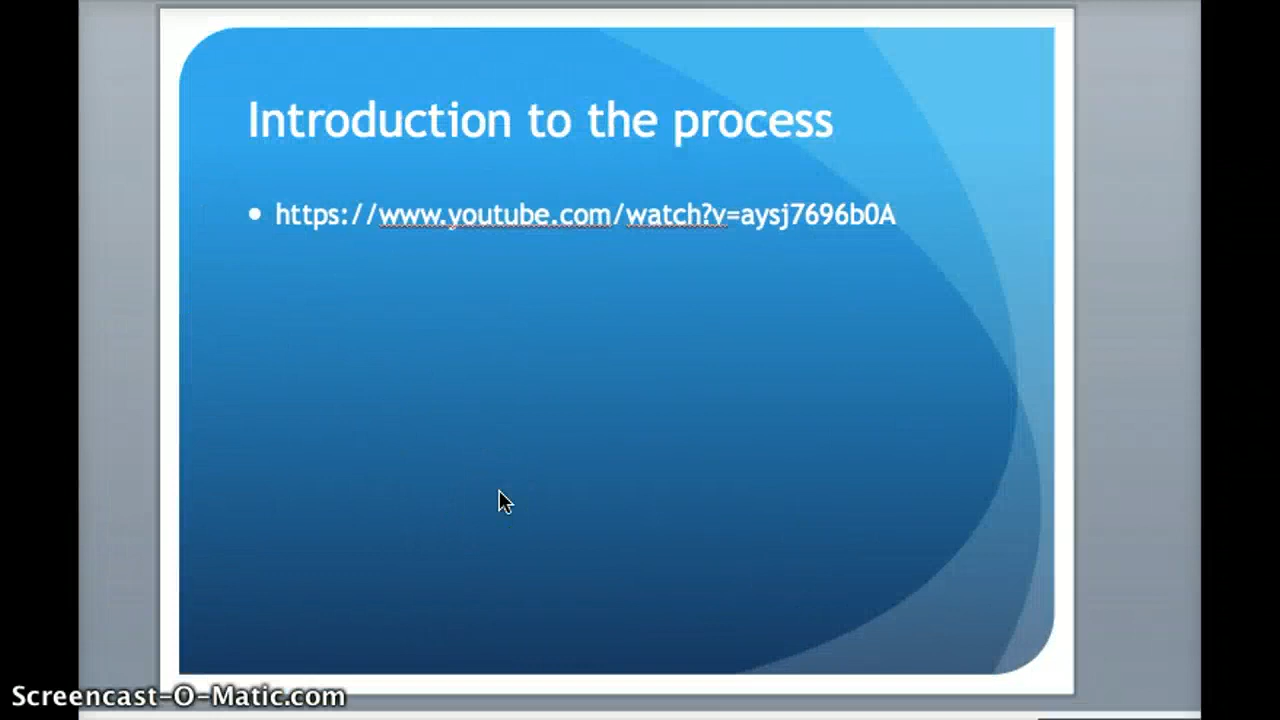 Introduction to the process
• https://www.youtube.com/watch?v=aysj7696b0A
Screencast-O-Matic.com